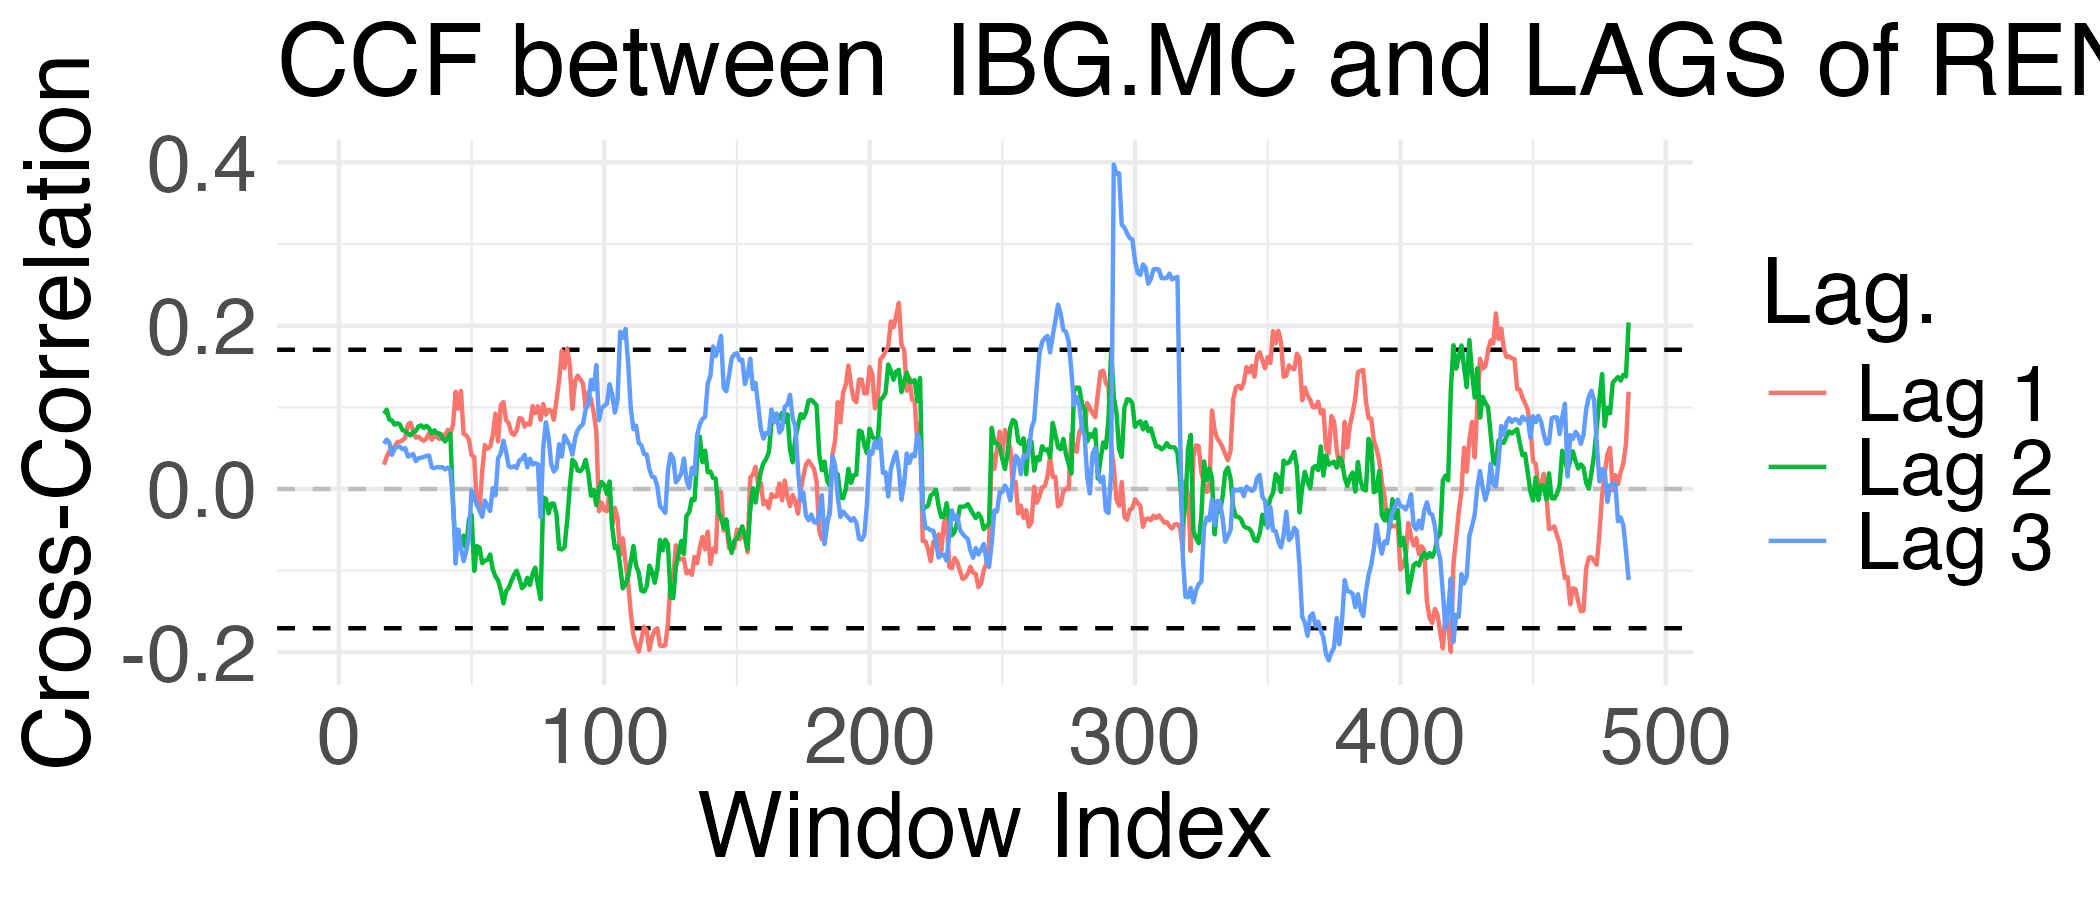 CCF between IBG.MC and LAGS of REN
Cross-Correlation
0.4
0.2
0.0
-0.2
0 100 200 300 400 500
Window Index
Lag.
Lag 1
Lag 2
Lag 3